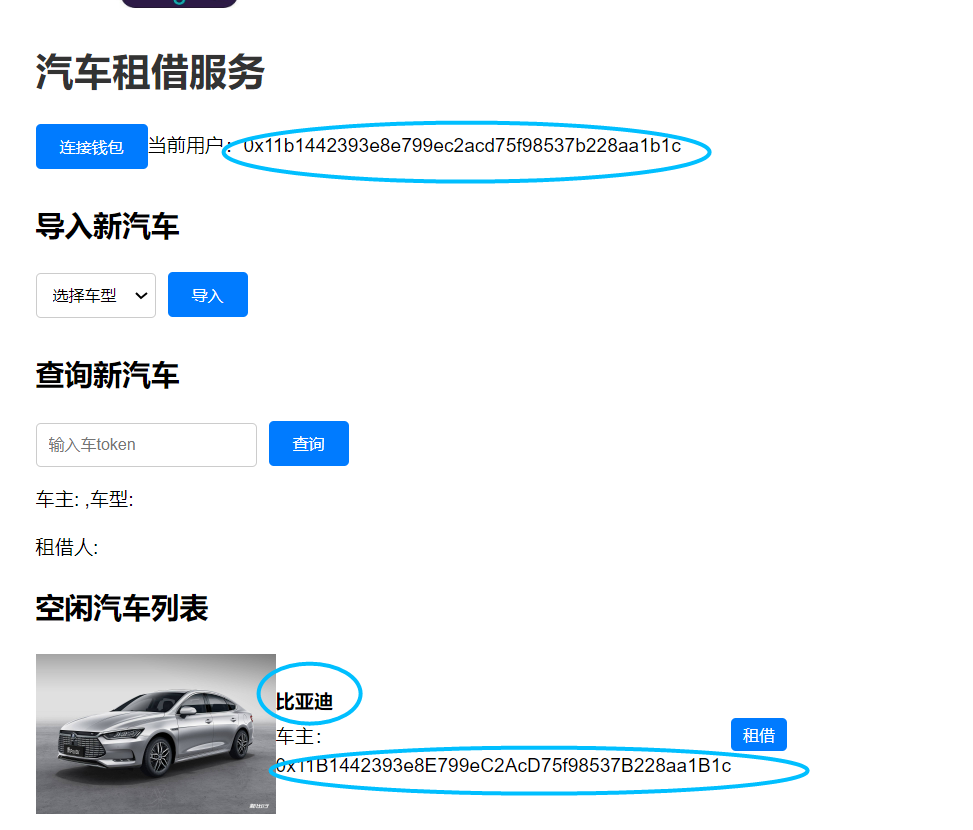 汽车租借服务
连接钱包 当前用户: 0x11b1442393e8e799ec2acd75f98537b228aa1b1c
导入新汽车
选择车型 导入
查询新汽车
输入车token 查询
车主: ,车型:
租借人:
空闲汽车列表
比亚迪
车主:
租借
0x11B1442393e8E799eC2AcD75f98537B228aa1B1c